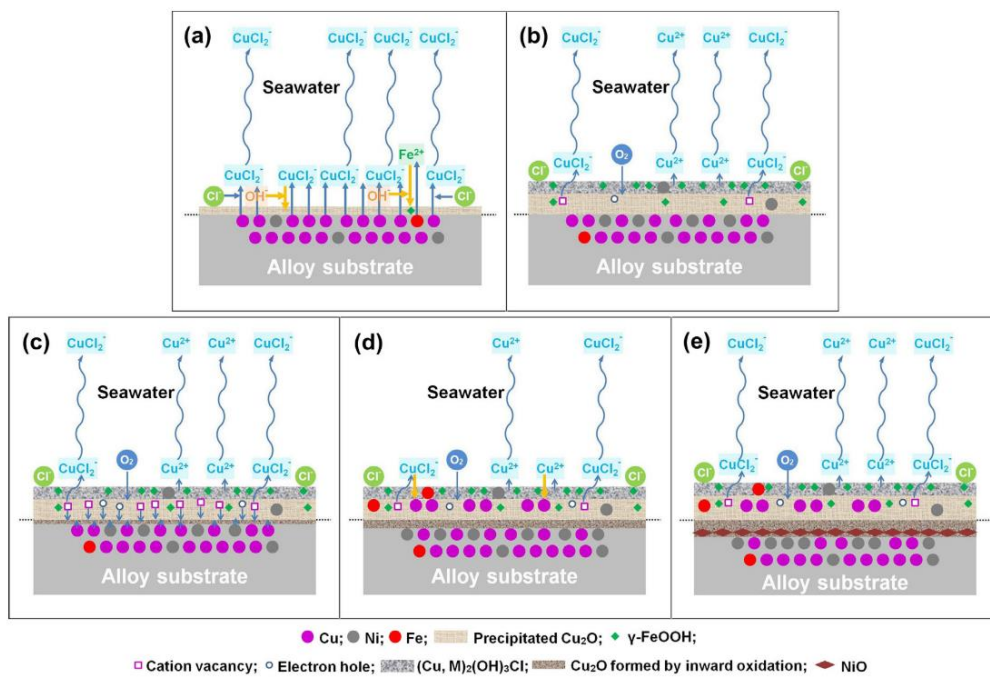 (a)
CuCl₂⁻ CuCl₂⁻ CuCl₂⁻ CuCl₂⁻
Seawater
Fe²⁺
CuCl₂⁻ CuCl₂⁻ CuCl₂⁻ CuCl₂⁻ CuCl₂⁻
Cl⁻ OH⁻ OH⁻ Cl⁻
Alloy substrate
(b)
CuCl₂⁻ Cu²⁺ Cu²⁺ CuCl₂⁻
Seawater
O₂
CuCl₂⁻ Cu²⁺ Cu²⁺ CuCl₂⁻
Cl⁻ Cl⁻
Alloy substrate
(c)
CuCl₂⁻ Cu²⁺ Cu²⁺ CuCl₂⁻
Seawater
O₂
Cl⁻ CuCl₂⁻ Cu²⁺ Cu²⁺ CuCl₂⁻ Cl⁻
Alloy substrate
(d)
Cu²⁺ CuCl₂⁻
Seawater
O₂
Cl⁻ CuCl₂⁻ Cu²⁺ Cu²⁺ CuCl₂⁻ Cl⁻
Alloy substrate
(e)
CuCl₂⁻ Cu²⁺ Cu²⁺ CuCl₂⁻
Seawater
O₂
Cl⁻ CuCl₂⁻ Cu²⁺ Cu²⁺ CuCl₂⁻ Cl⁻
Alloy substrate
Cu; Ni; Fe; Precipitated Cu₂O; γ-FeOOH;
Cation vacancy; Electron hole; (Cu, M)₂(OH)₃Cl; Cu₂O formed by inward oxidation; NiO